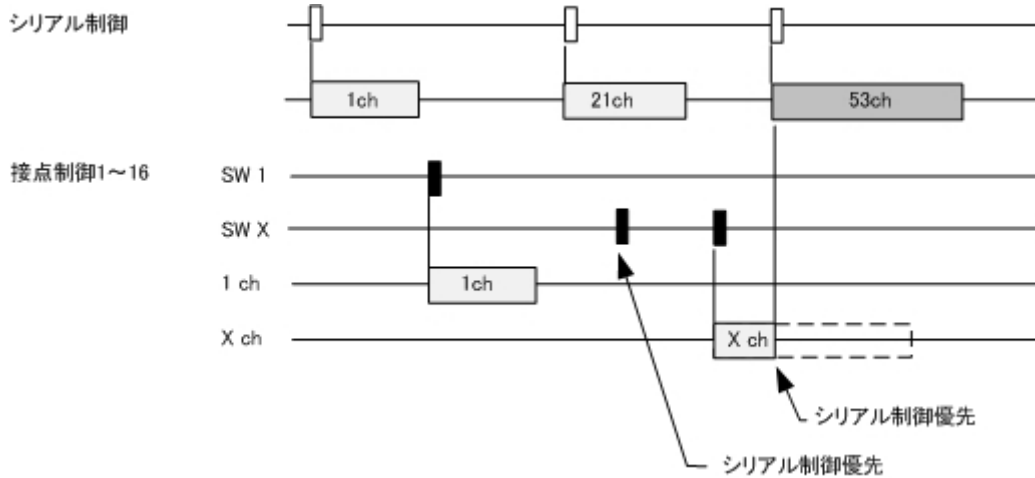 シリアル制御
1ch
21ch
53ch
接点制御1～16
SW 1
SW X
1 ch
1ch
X ch
X ch
シリアル制御優先
シリアル制御優先